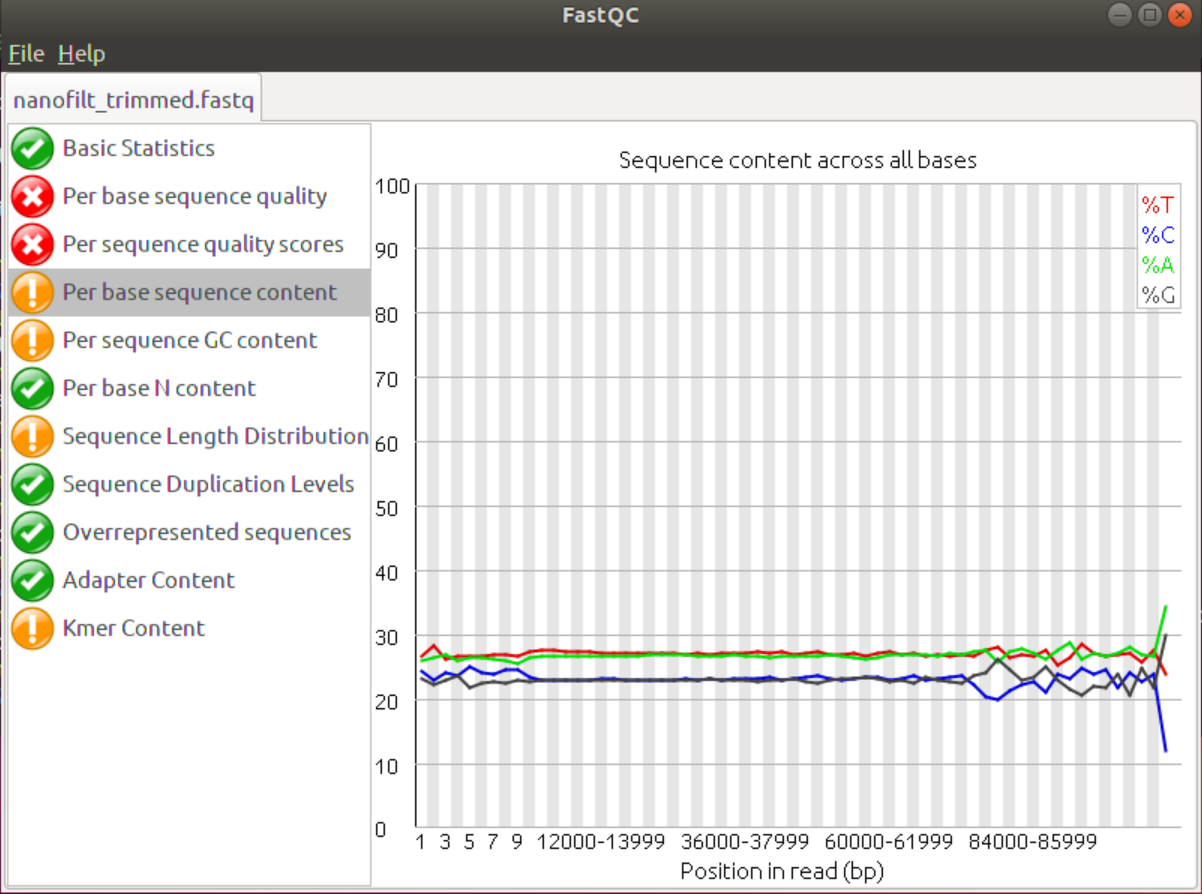 FastQC
File Help
nanofilt_trimmed.fastq
Basic Statistics
Per base sequence quality
Per sequence quality scores
Per base sequence content
Per sequence GC content
Per base N content
Sequence Length Distribution
Sequence Duplication Levels
Overrepresented sequences
Adapter Content
Kmer Content
Sequence content across all bases
100
90
80
70
60
50
40
30
20
10
0
%T
%C
%A
%G
1 3 5 7 9 12000-13999 36000-37999 60000-61999 84000-85999
Position in read (bp)